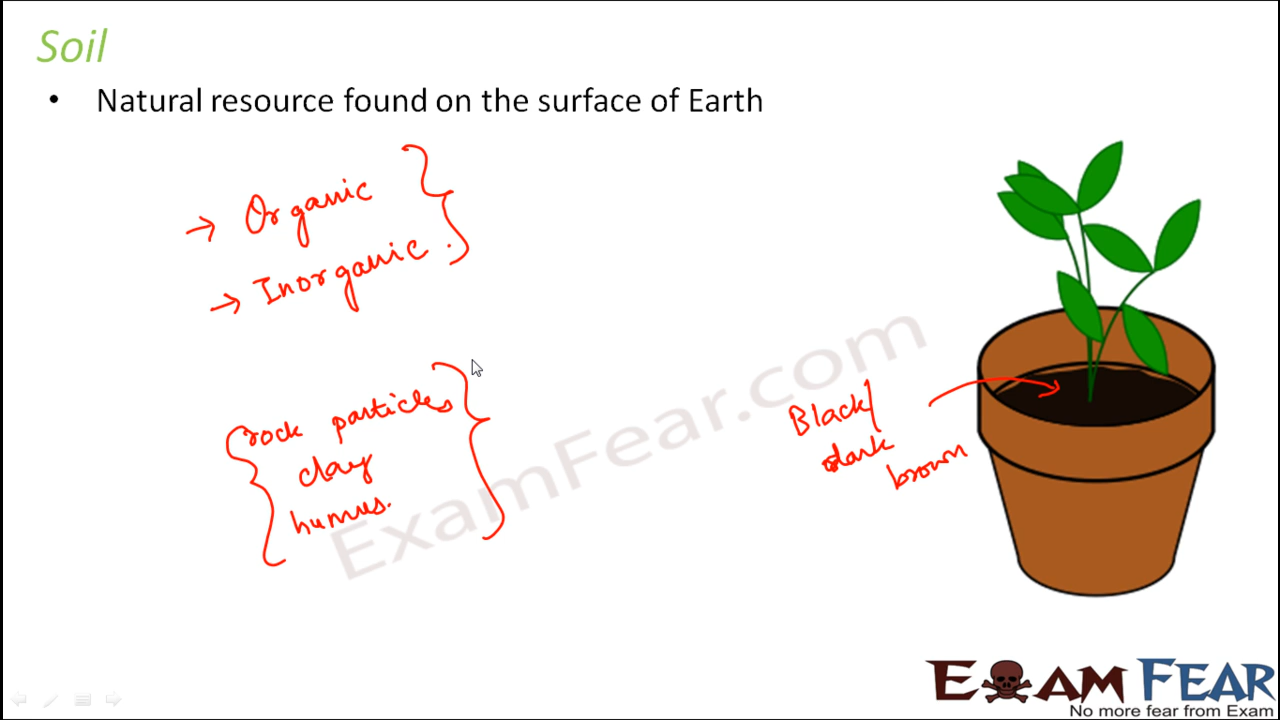 Soil
• Natural resource found on the surface of Earth
→ Organic
→ Inorganic.
rock particles
clay
humus.
Black/
dark
brown
ExamFear.com
EXAM FEAR
No more fear from Exam